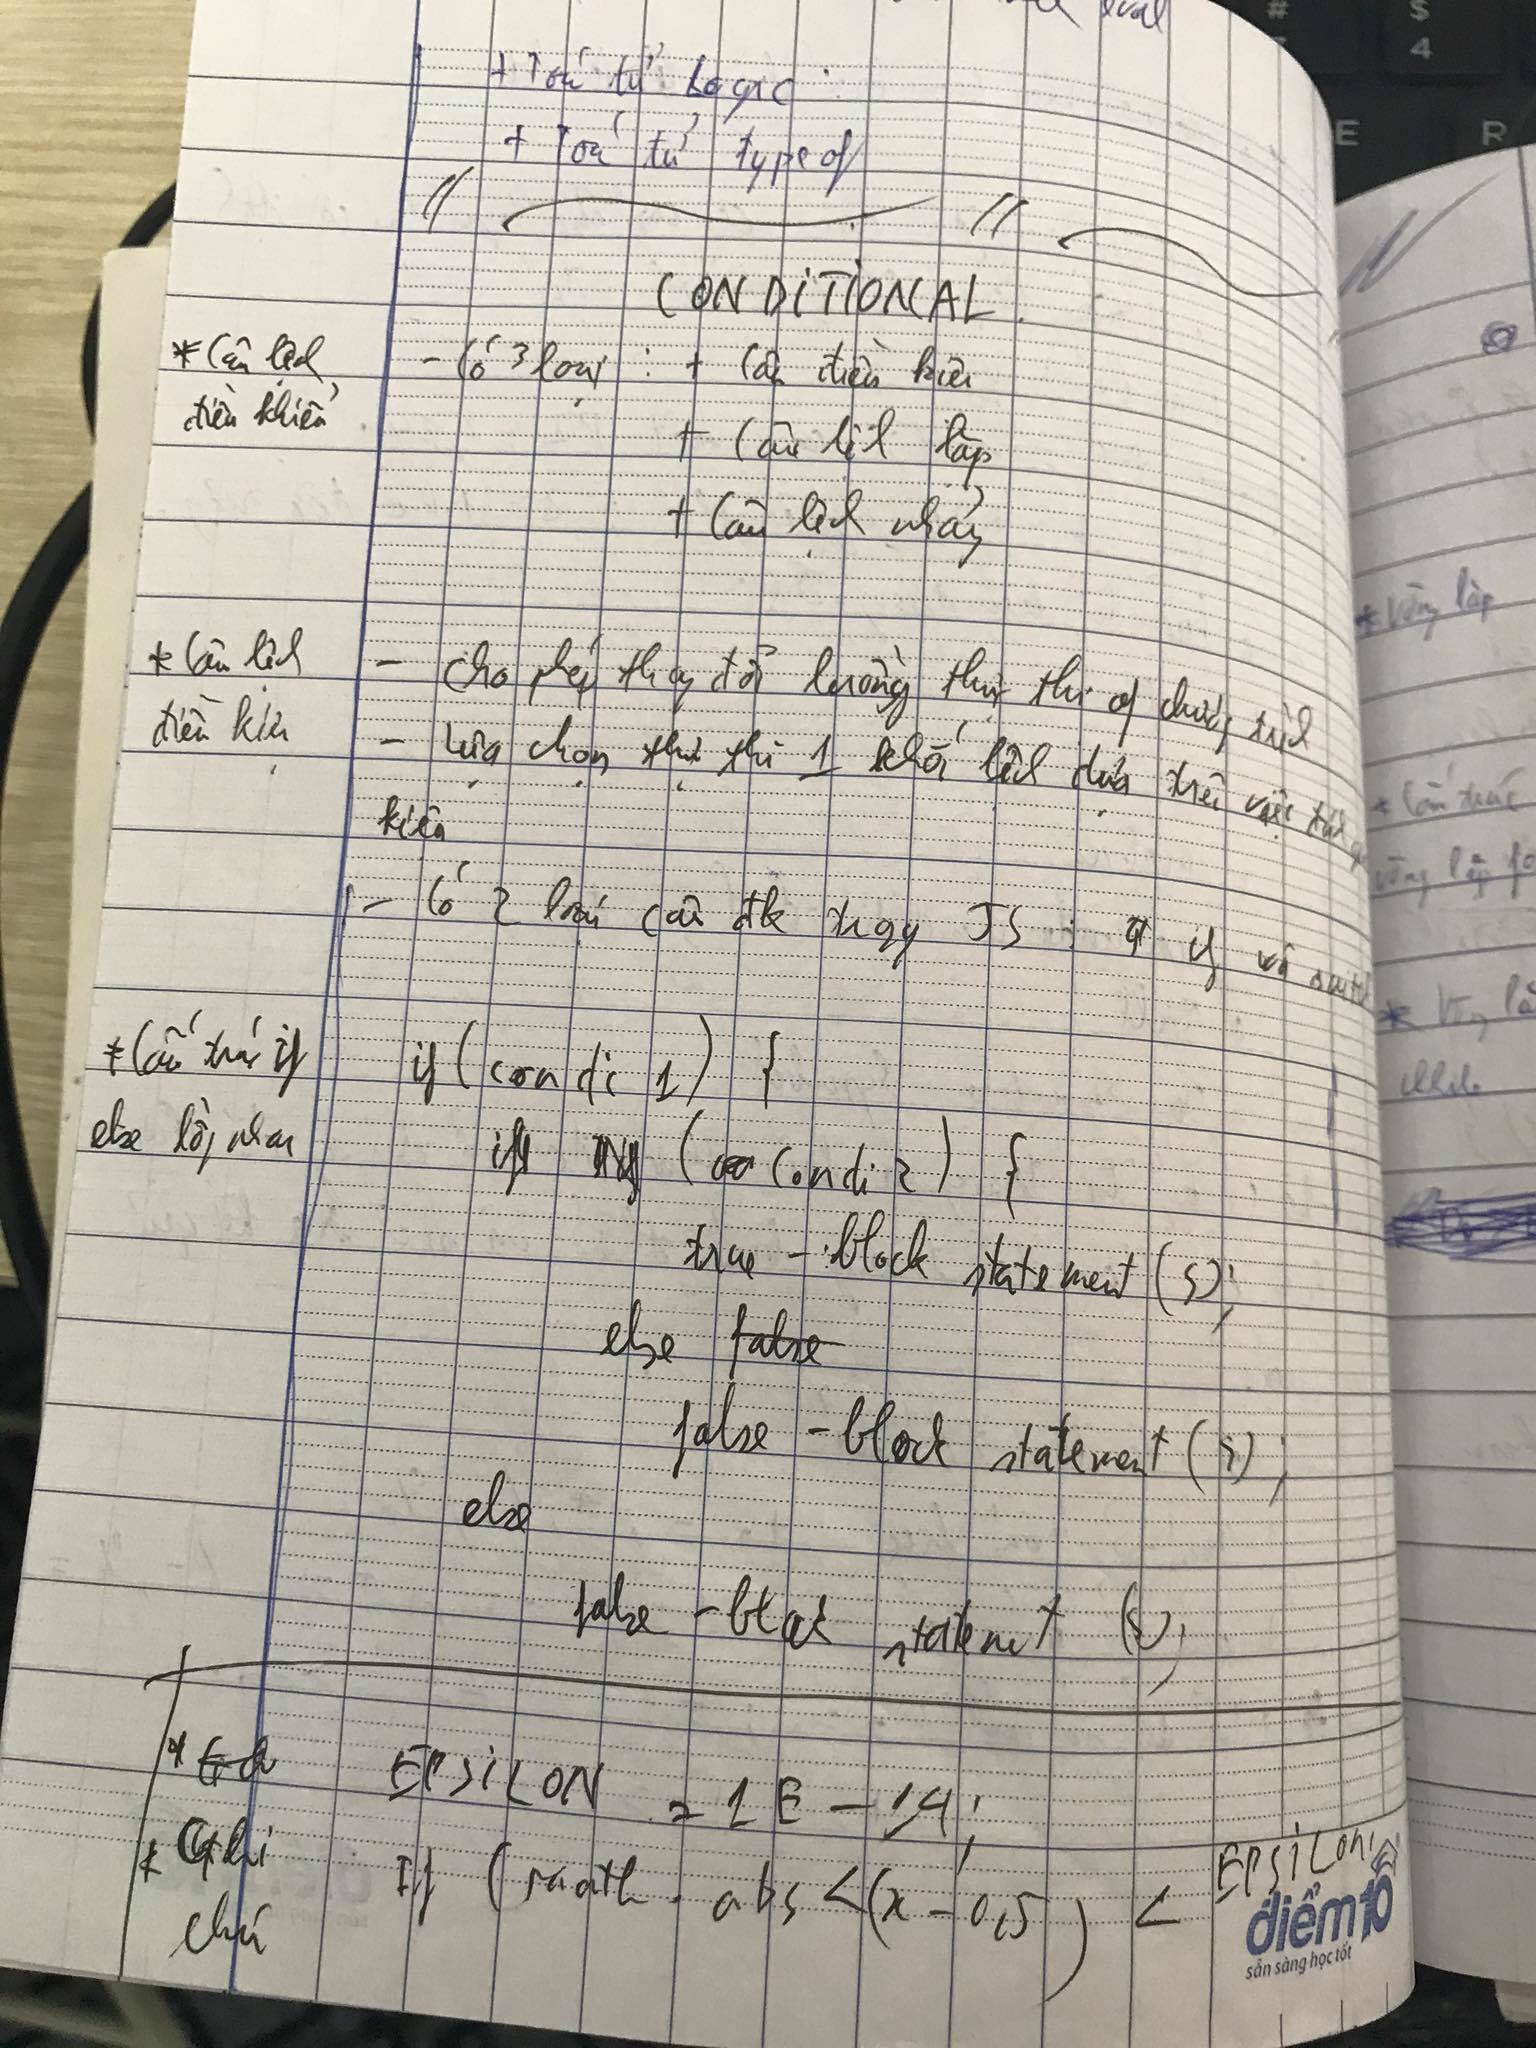 + Toá tử Logic :
+ Toá tử typeof
CONDITIONAL
* Câu lệnh
điều khiển
- Có 3 loại : + Câu điều kiện
+ Câu lệnh lặp
+ Câu lệnh nhảy
* Câu lệnh
điều kiện
- Cho phép thay đổi luồng thực thi of chương trình
- Lựa chọn thực thi 1 khối lệnh dựa trên việc
kiện
- Có 2 loại câu đk trong JS : if và switch
* Cấu trúc if
else lồng nhau
if (condi 1) {
if (condi 2) {
true - block statement (s);
else false
false - block statement (s);
else
false - block statement (s);
* Ghi
chú
EPSILON = 1E - 14;
If (math . abs < (x - 0,5) < EPSILON)
điểm10
sẵn sàng học tốt
* Vòng lặp
* Cấu trúc
vòng lặp fo
* Vòng lặ
while
# $ 4
E R